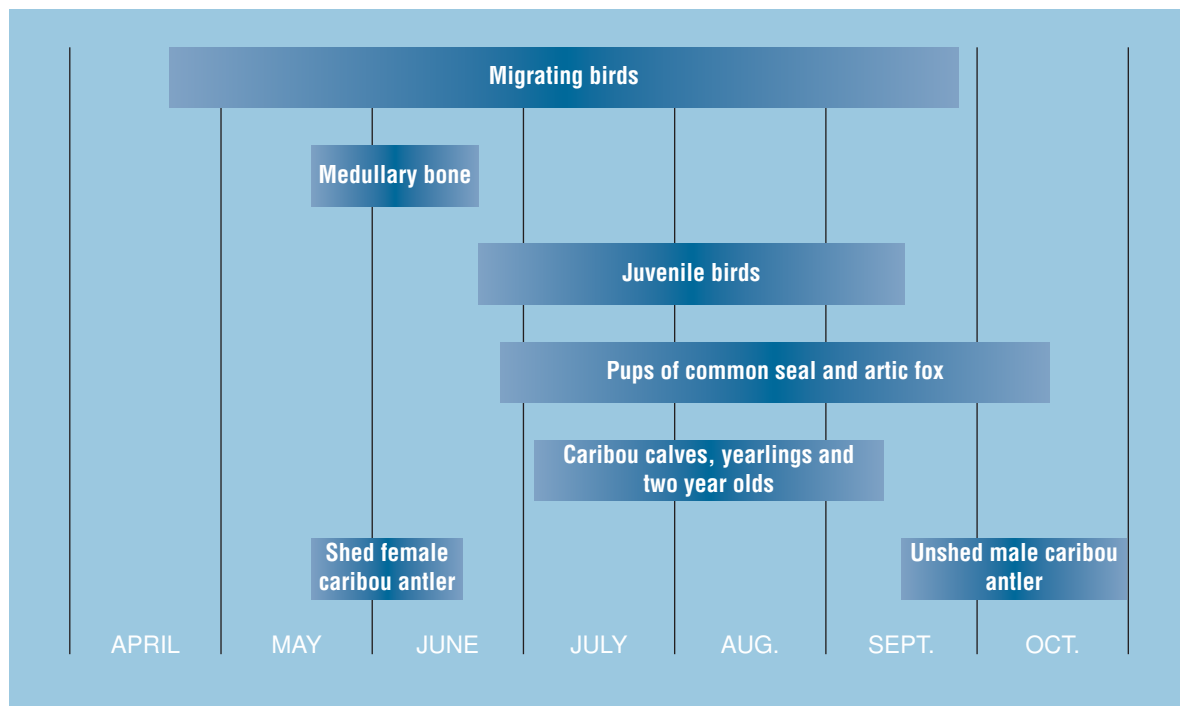 Migrating birds
Medullary bone
Juvenile birds
Pups of common seal and artic fox
Caribou calves, yearlings and
two year olds
Shed female
caribou antler
Unshed male caribou
antler
APRIL
MAY
JUNE
JULY
AUG.
SEPT.
OCT.